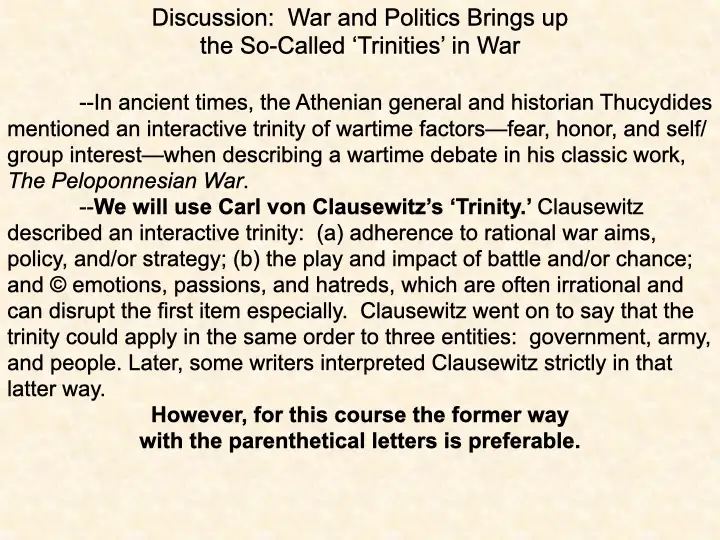 Discussion:  War and Politics Brings up
the So-Called ‘Trinities’ in War
--In ancient times, the Athenian general and historian Thucydides
mentioned an interactive trinity of wartime factors—fear, honor, and self/
group interest—when describing a wartime debate in his classic work,
The Peloponnesian War.
--We will use Carl von Clausewitz’s ‘Trinity.’ Clausewitz
described an interactive trinity:  (a) adherence to rational war aims,
policy, and/or strategy; (b) the play and impact of battle and/or chance;
and © emotions, passions, and hatreds, which are often irrational and
can disrupt the first item especially.  Clausewitz went on to say that the
trinity could apply in the same order to three entities:  government, army,
and people. Later, some writers interpreted Clausewitz strictly in that
latter way.
However, for this course the former way
with the parenthetical letters is preferable.